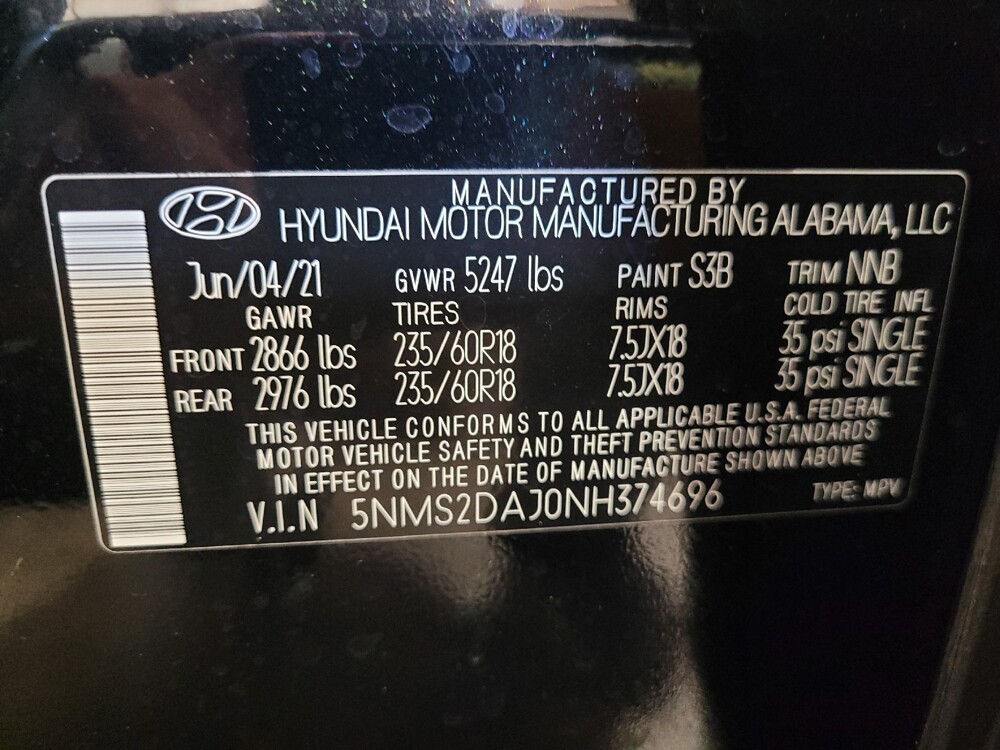 MANUFACTURED BY
HYUNDAI MOTOR MANUFACTURING ALABAMA, LLC
Jun/04/21 GVWR 5247 lbs PAINT S3B TRIM NNB
GAWR TIRES RIMS COLD TIRE INFL
FRONT 2866 lbs 235/60R18 7.5JX18 35 psi SINGLE
REAR 2976 lbs 235/60R18 7.5JX18 35 psi SINGLE
THIS VEHICLE CONFORMS TO ALL APPLICABLE U.S.A. FEDERAL
MOTOR VEHICLE SAFETY AND THEFT PREVENTION STANDARDS
IN EFFECT ON THE DATE OF MANUFACTURE SHOWN ABOVE
V.I.N 5NMS2DAJ0NH374696 TYPE: MPV